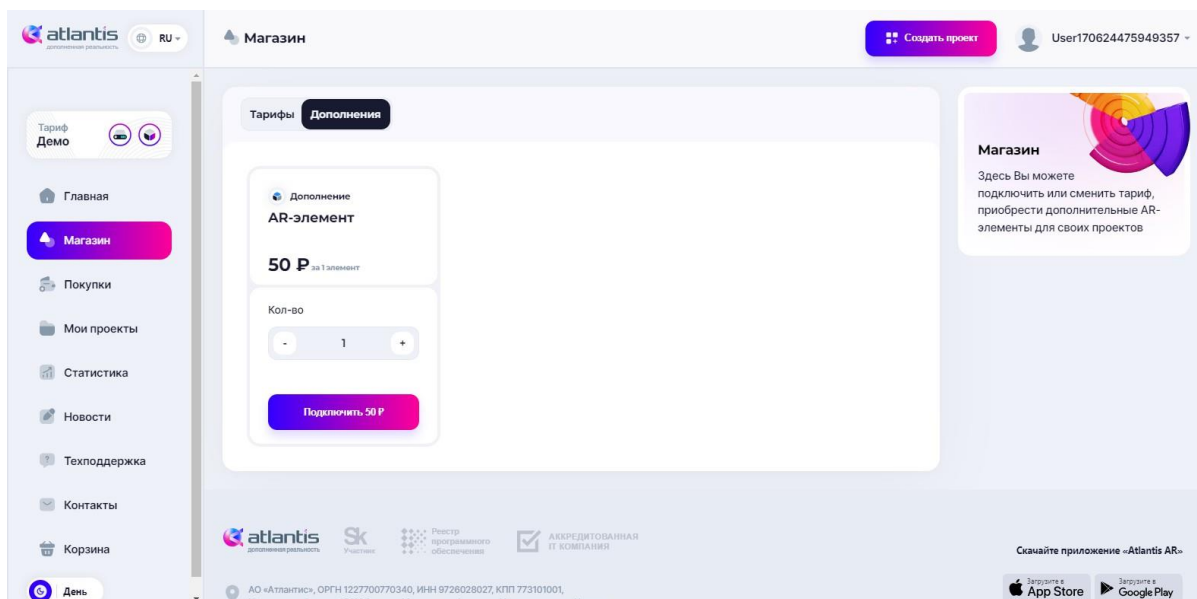 atlantis
дополненная реальность
RU
Магазин
Создать проект
User170624475949357
Тариф
Демо
Главная
Магазин
Покупки
Мои проекты
Статистика
Новости
Техподдержка
Контакты
Корзина
День
Тарифы
Дополнения
Дополнение
AR-элемент
50 ₽ за 1 элемент
Кол-во
- 1 +
Подключить 50 ₽
Магазин
Здесь Вы можете
подключить или сменить тариф,
приобрести дополнительные AR-
элементы для своих проектов
atlantis
дополненная реальность
Sk
Участник
Реестр
программного
обеспечения
АККРЕДИТОВАННАЯ
IT КОМПАНИЯ
Скачайте приложение «Atlantis AR»
АО «Атлантис», ОРГН 1227700770340, ИНН 9726028027, КПП 773101001,
Загрузите в
App Store
Загрузите в
Google Play